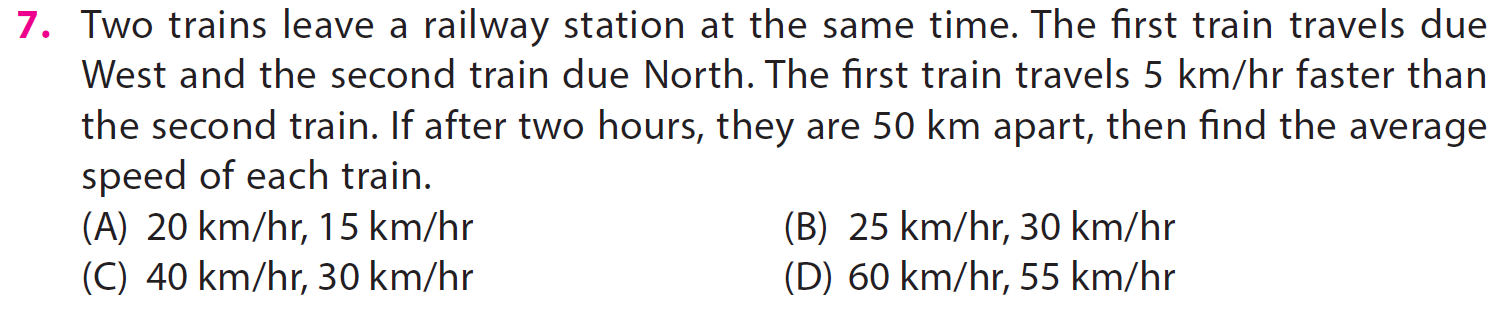 7. Two trains leave a railway station at the same time. The first train travels due
West and the second train due North. The first train travels 5 km/hr faster than
the second train. If after two hours, they are 50 km apart, then find the average
speed of each train.
(A) 20 km/hr, 15 km/hr (B) 25 km/hr, 30 km/hr
(C) 40 km/hr, 30 km/hr (D) 60 km/hr, 55 km/hr